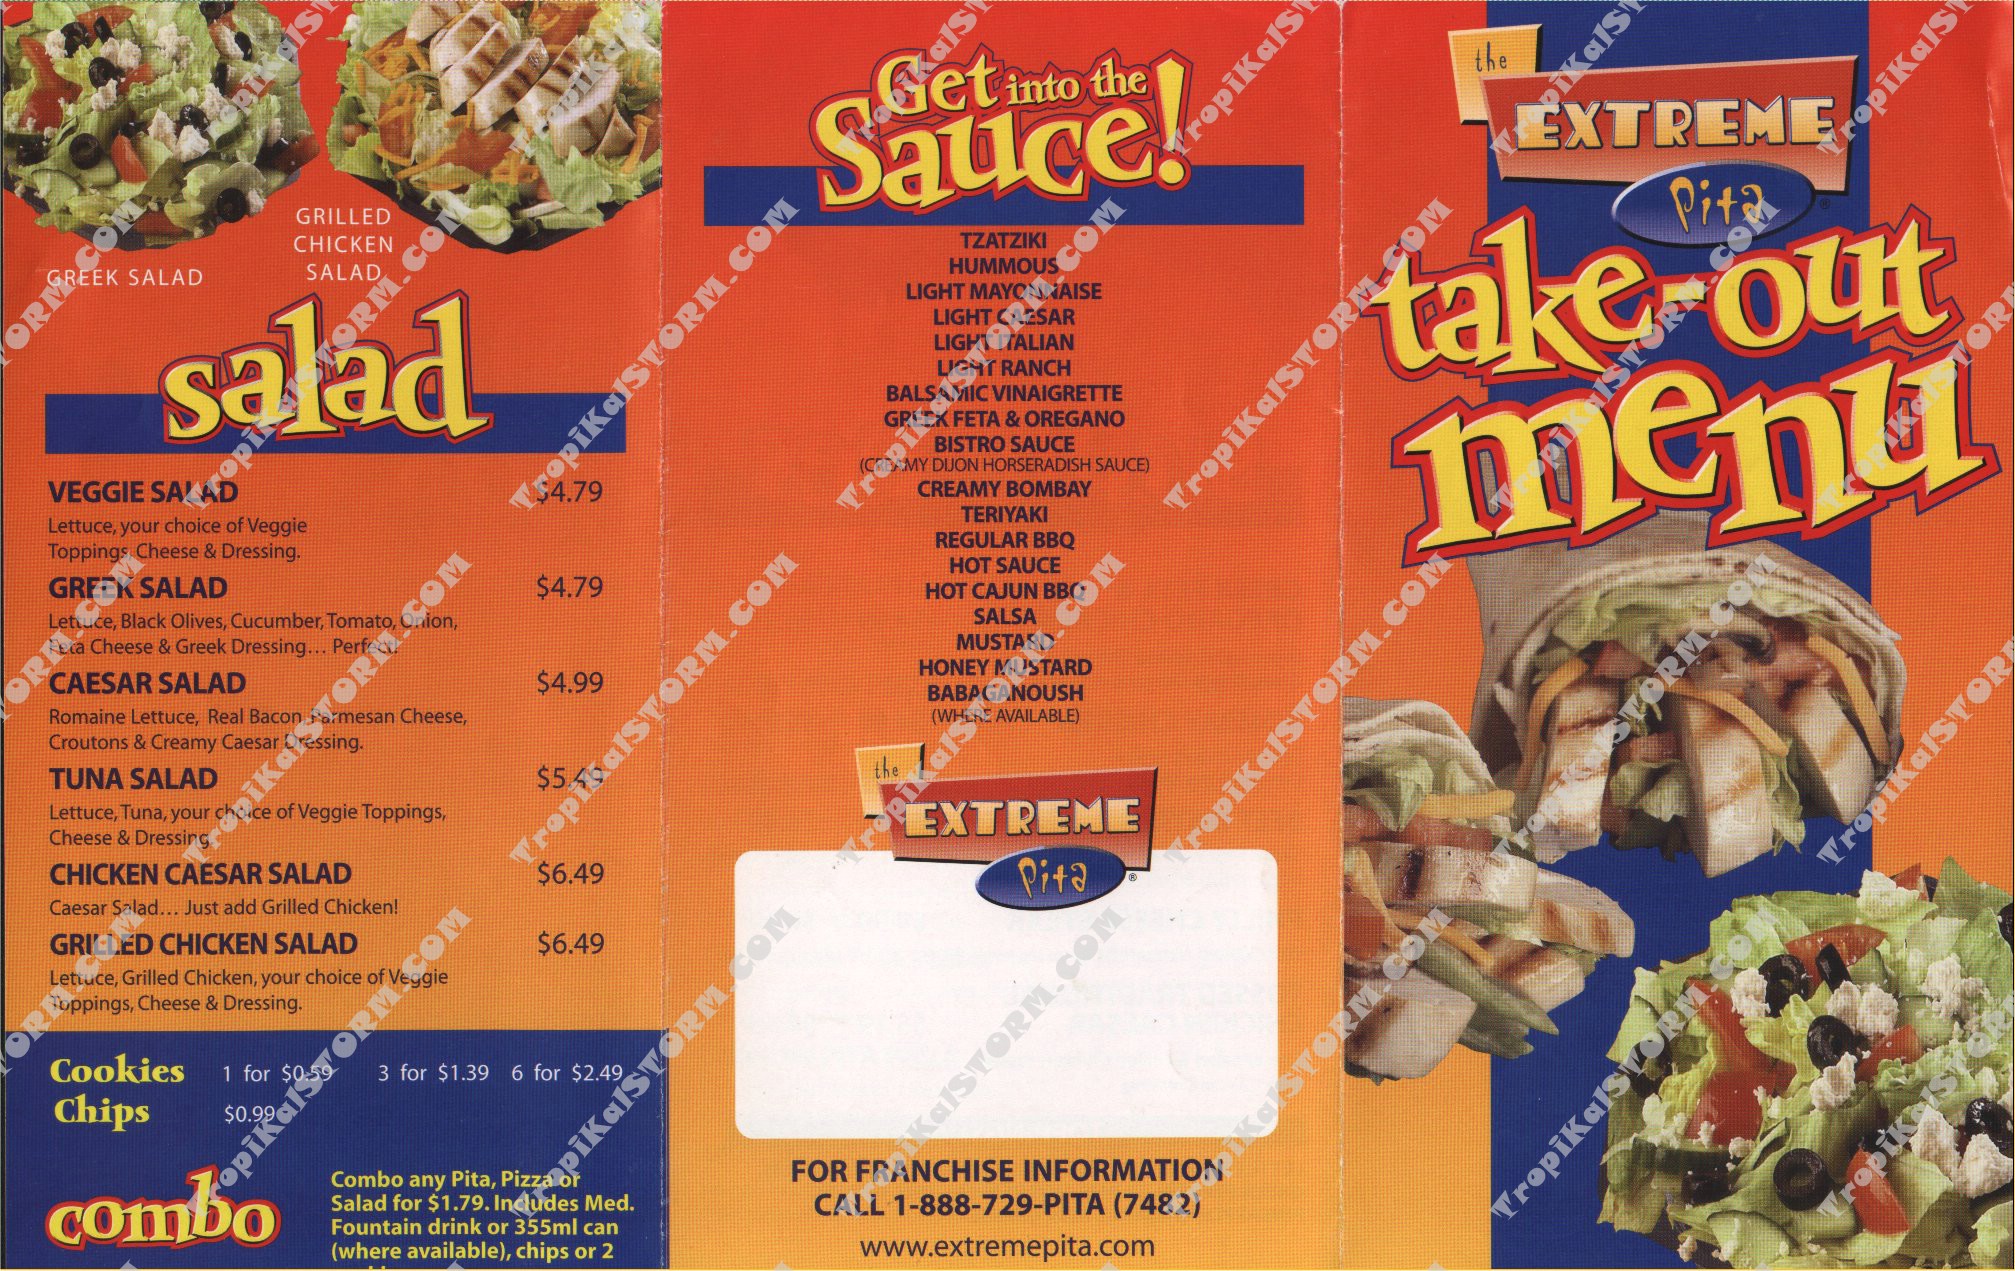 GREEK SALAD
GRILLED
CHICKEN
SALAD
salad
VEGGIE SALAD $4.79
Lettuce, your choice of Veggie
Toppings, Cheese & Dressing.
GREEK SALAD $4.79
Lettuce, Black Olives, Cucumber, Tomato, Onion,
Feta Cheese & Greek Dressing... Perfect!
CAESAR SALAD $4.99
Romaine Lettuce, Real Bacon, Parmesan Cheese,
Croutons & Creamy Caesar Dressing.
TUNA SALAD $5.49
Lettuce, Tuna, your choice of Veggie Toppings,
Cheese & Dressing.
CHICKEN CAESAR SALAD $6.49
Caesar Salad... Just add Grilled Chicken!
GRILLED CHICKEN SALAD $6.49
Lettuce, Grilled Chicken, your choice of Veggie
Toppings, Cheese & Dressing.
Cookies 1 for $0.59 3 for $1.39 6 for $2.49
Chips $0.99
combo
Combo any Pita, Pizza or
Salad for $1.79. Includes Med.
Fountain drink or 355ml can
(where available), chips or 2
Get into the
Sauce!
TZATZIKI
HUMMOUS
LIGHT MAYONNAISE
LIGHT CAESAR
LIGHT ITALIAN
LIGHT RANCH
BALSAMIC VINAIGRETTE
GREEK FETA & OREGANO
BISTRO SAUCE
(CREAMY DIJON HORSERADISH SAUCE)
CREAMY BOMBAY
TERIYAKI
REGULAR BBQ
HOT SAUCE
HOT CAJUN BBQ
SALSA
MUSTARD
HONEY MUSTARD
BABAGANOUSH
(WHERE AVAILABLE)
the
EXTREME
Pita ®
FOR FRANCHISE INFORMATION
CALL 1-888-729-PITA (7482)
www.extremepita.com
the
EXTREME
Pita ®
take-out
menu
TropiKalSTORM.COM